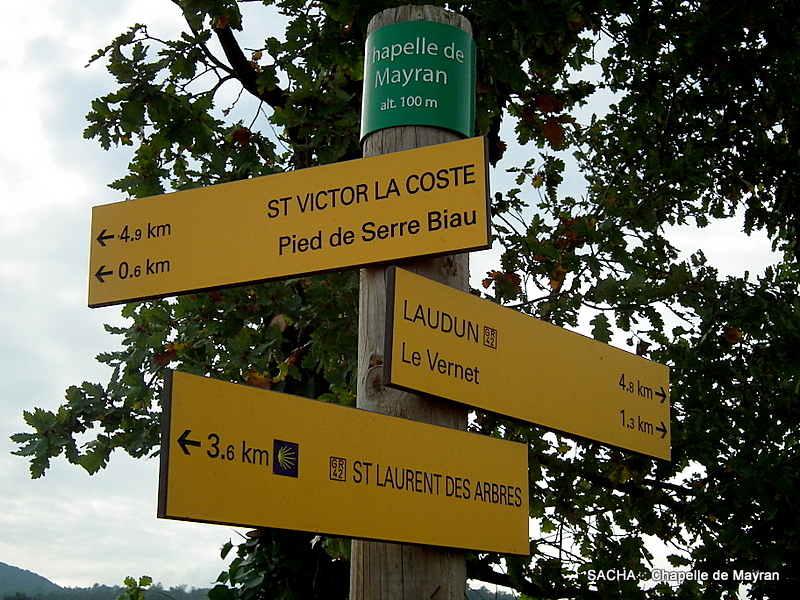 hapelle de
Mayran
alt. 100 m
← 4.9 km ST VICTOR LA COSTE
← 0.6 km Pied de Serre Biau
LAUDUN GR 42 4.8 km →
Le Vernet 1.3 km →
← 3.6 km GR 42 ST LAURENT DES ARBRES
SACHA : Chapelle de Mayran